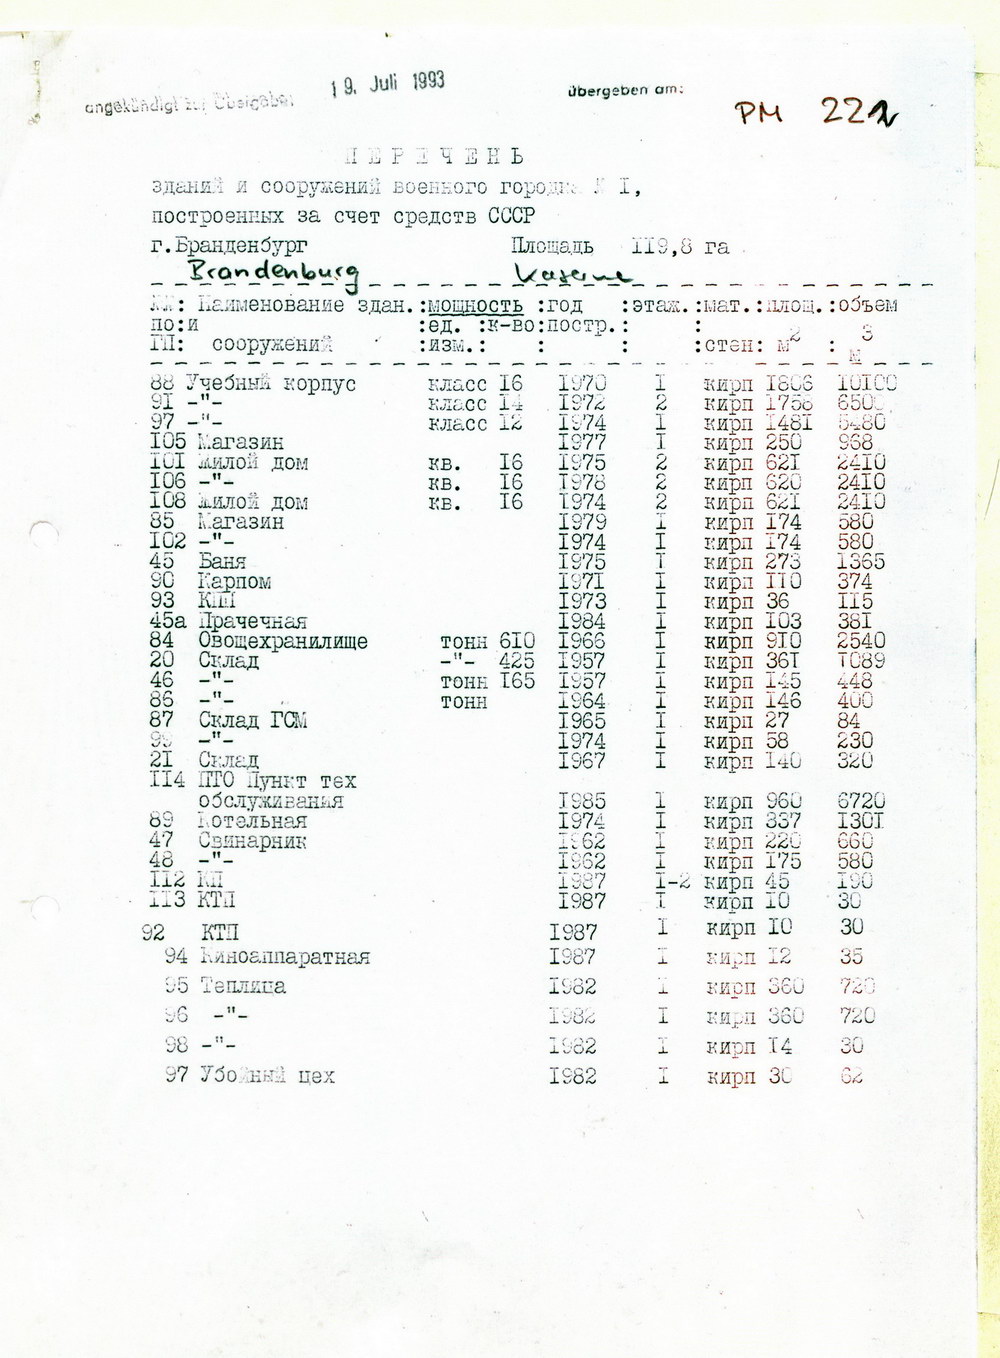 angekündigt zur Übergabe: 19. Juli 1993 übergeben am:
PM 221
ПЕРЕЧЕНЬ
зданий и сооружений военного городка № I,
построенных за счет средств СССР
г.Бранденбург Площадь II9,8 га
Brandenburg Kaserne
№№: Наименование здан.:мощность :год :этаж.:мат.:площ.:объем
по:и :ед. :к-во:постр.: :
ГП: сооружений :изм.: : : :стен: м2 : м3
88 Учебный корпус класс I6 I970 I кирп I806 I0I00
9I -"- класс I4 I972 2 кирп I758 650
97 -"- класс I2 I974 I кирп I48I 5480
I05 Магазин I977 I кирп 250 968
I0I Жилой дом кв. I6 I975 2 кирп 62I 24I0
I06 -"- кв. I6 I978 2 кирп 620 24I0
I08 Жилой дом кв. I6 I974 2 кирп 62I 24I0
85 Магазин I979 I кирп I74 580
I02 -"- I974 I кирп I74 580
45 Баня I975 I кирп 273 I365
90 Карпом I97I I кирп II0 374
93 КПП I973 I кирп 36 II5
45а Прачечная I984 I кирп I03 38I
84 Овощехранилище тонн 6I0 I966 I кирп 9I0 2540
20 Склад -"- 425 I957 I кирп 36I I089
46 -"- тонн I65 I957 I кирп I45 448
86 -"- тонн I964 I кирп I46 400
87 Склад ГСМ I965 I кирп 27 84
-"- I974 I кирп 58 230
2I Склад I967 I кирп I40 320
II4 ПТО Пункт тех
обслуживания I985 I кирп 960 6720
89 Котельная I974 I кирп 337 I30I
47 Свинарник I962 I кирп 220 660
48 -"- I962 I кирп I75 580
II2 КП I987 I-2 кирп 45 I90
II3 КТП I987 I кирп I0 30
92 КТП I987 I кирп I0 30
94 Киноаппаратная I987 I кирп I2 35
95 Теплица I982 I кирп 360 720
96 -"- I982 I кирп 360 720
98 -"- I982 I кирп I4 30
97 Убойный цех I982 I кирп 30 62